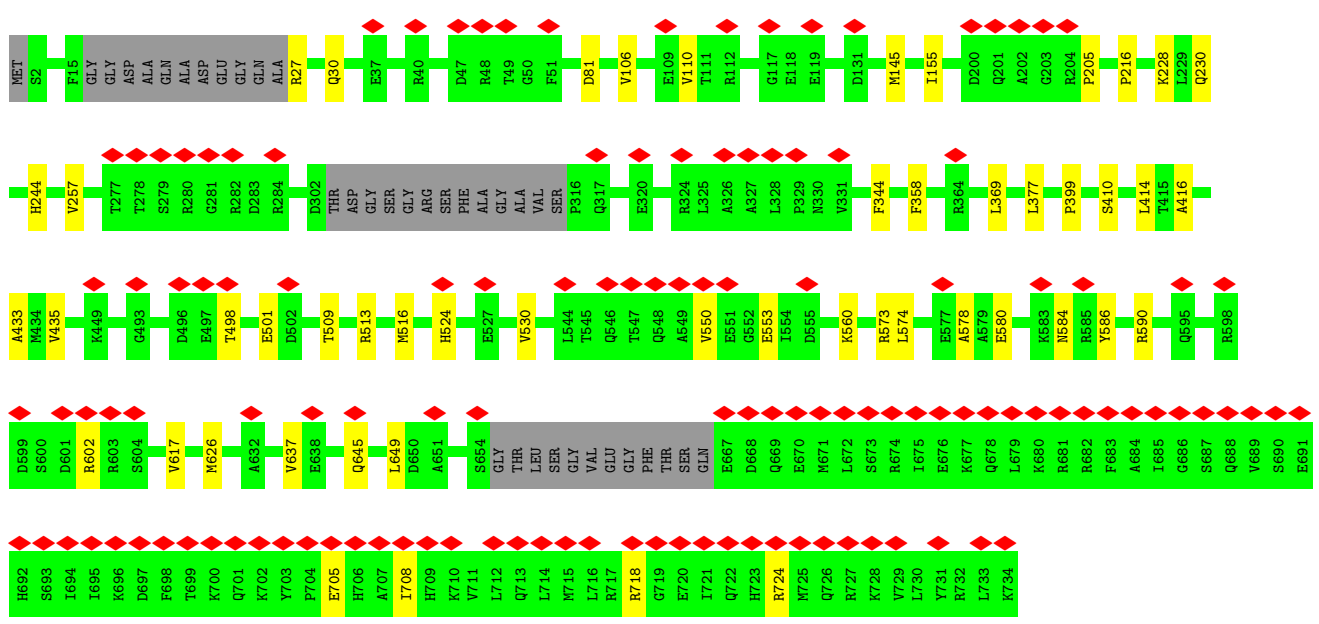 MET S2 F15 GLY GLY ASP ALA GLN ALA ASP GLU GLY GLN ALA R27 Q30 E37 R40 D47 R48 T49 G50 F51 D81 V106 E109 V110 T111 R112 G117 E118 E119 D131 M145 I155 D200 Q201 A202 G203 R204 P205 P216 K228 L229 Q230
H244 V257 T277 T278 S279 R280 G281 R282 D283 R284 D302 THR ASP GLY SER GLY ARG SER PHE ALA GLY ALA VAL SER P316 Q317 E320 R324 L325 A326 A327 L328 P329 N330 V331 F344 F358 R364 L369 L377 P399 S410 L414 T415 A416
A433 M434 V435 K449 G493 D496 E497 T498 E501 D502 T509 R513 M516 H524 E527 V530 L544 T545 Q546 T547 Q548 A549 V550 E551 G552 E553 I554 D555 K560 R573 L574 E577 A578 A579 E580 K583 N584 R585 Y586 R590 Q595 R598
D599 S600 D601 R602 R603 S604 V617 M626 A632 V637 E638 Q645 L649 D650 A651 S654 GLY THR LEU SER GLY VAL GLU GLY PHE THR SER GLN E667 D668 Q669 E670 M671 L672 S673 R674 I675 E676 K677 Q678 L679 K680 R681 R682 F683 A684 I685 G686 S687 Q688 V689 S690 E691
H692 S693 I694 I695 K696 D697 F698 T699 K700 Q701 K702 Y703 P704 E705 H706 A707 I708 H709 K710 V711 L712 Q713 L714 M715 L716 R717 R718 G719 E720 I721 Q722 H723 R724 M725 Q726 R727 K728 V729 L730 Y731 R732 L733 K734